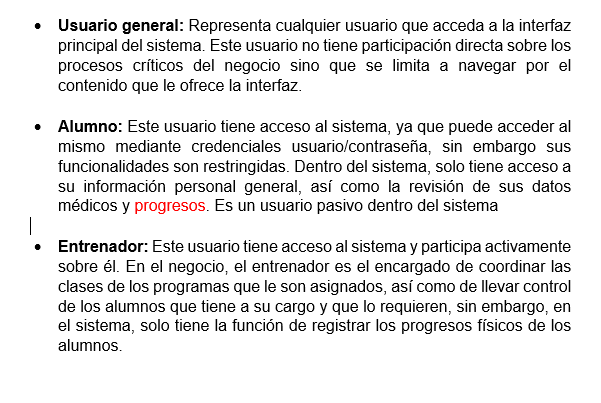 • Usuario general: Representa cualquier usuario que acceda a la interfaz
principal del sistema. Este usuario no tiene participación directa sobre los
procesos críticos del negocio sino que se limita a navegar por el
contenido que le ofrece la interfaz.
• Alumno: Este usuario tiene acceso al sistema, ya que puede acceder al
mismo mediante credenciales usuario/contraseña, sin embargo sus
funcionalidades son restringidas. Dentro del sistema, solo tiene acceso a
su información personal general, así como la revisión de sus datos
médicos y progresos. Es un usuario pasivo dentro del sistema
• Entrenador: Este usuario tiene acceso al sistema y participa activamente
sobre él. En el negocio, el entrenador es el encargado de coordinar las
clases de los programas que le son asignados, así como de llevar control
de los alumnos que tiene a su cargo y que lo requieren, sin embargo, en
el sistema, solo tiene la función de registrar los progresos físicos de los
alumnos.